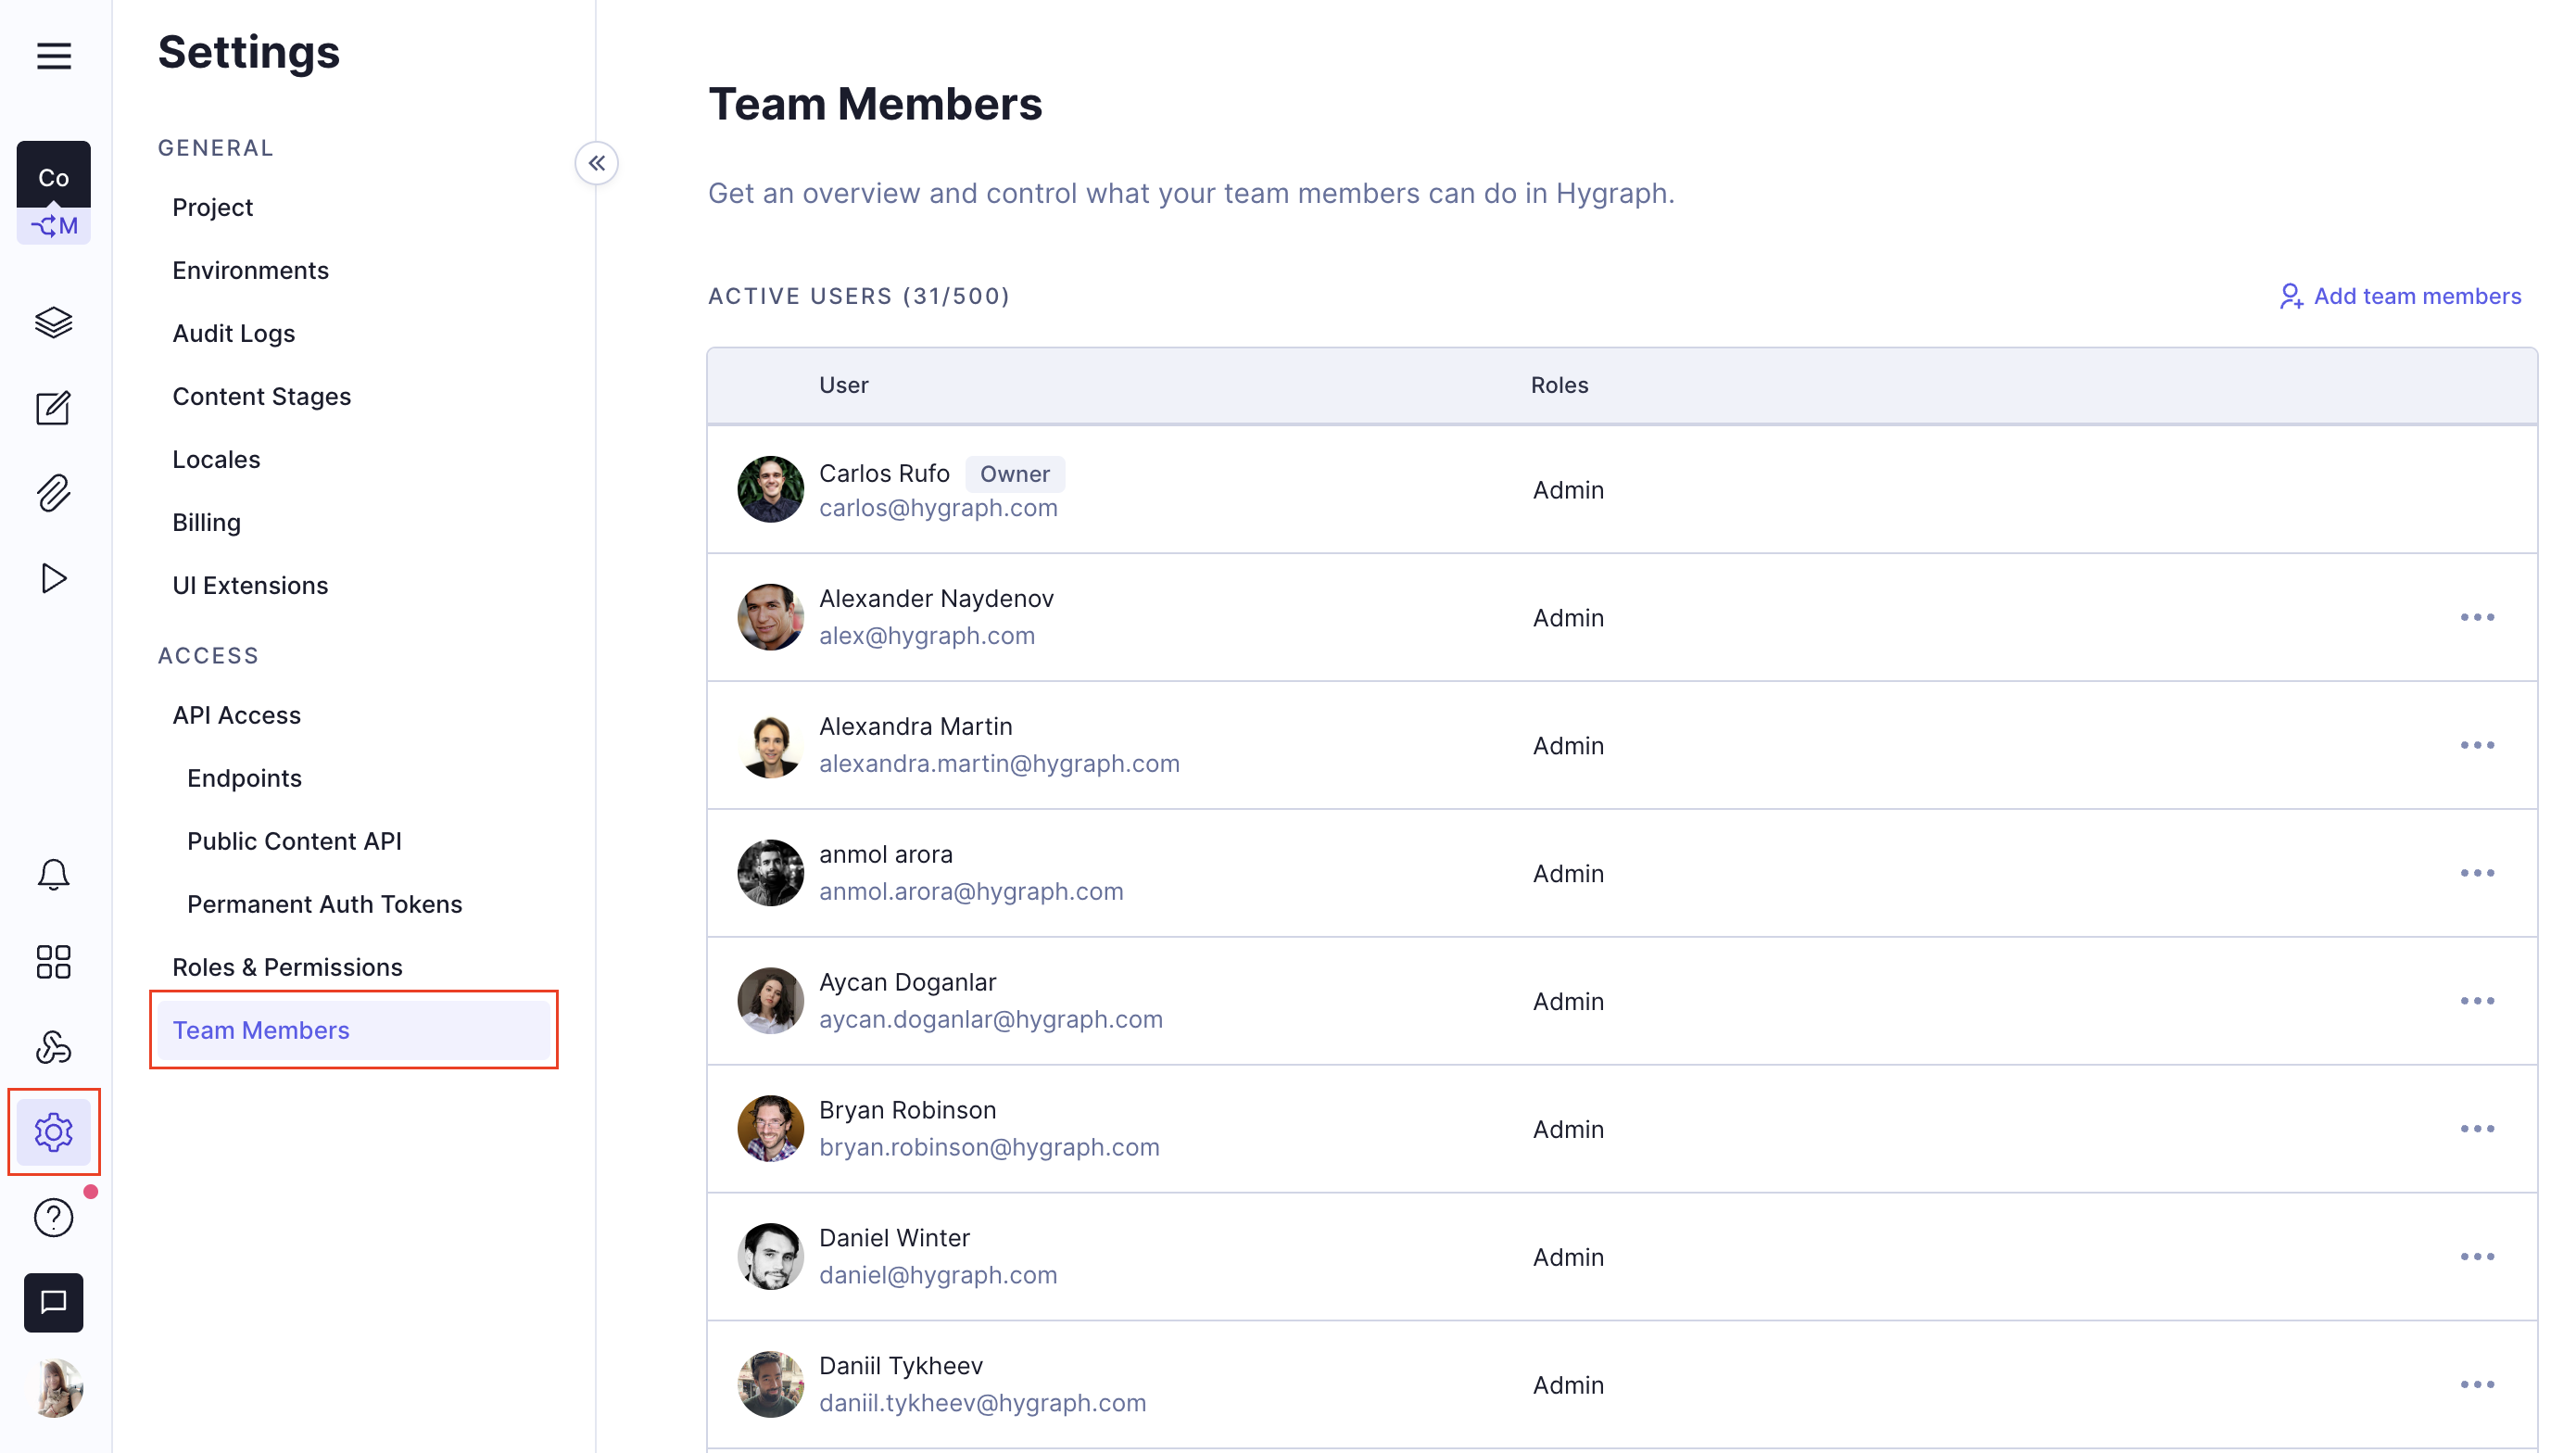 Settings
GENERAL
Project
Environments
Audit Logs
Content Stages
Locales
Billing
UI Extensions
ACCESS
API Access
Endpoints
Public Content API
Permanent Auth Tokens
Roles & Permissions
Team Members
Co
M
Team Members
Get an overview and control what your team members can do in Hygraph.
ACTIVE USERS (31/500)
Add team members
User Roles
Carlos Rufo Owner
carlos@hygraph.com
Admin
Alexander Naydenov
alex@hygraph.com
Admin
Alexandra Martin
alexandra.martin@hygraph.com
Admin
anmol arora
anmol.arora@hygraph.com
Admin
Aycan Doganlar
aycan.doganlar@hygraph.com
Admin
Bryan Robinson
bryan.robinson@hygraph.com
Admin
Daniel Winter
daniel@hygraph.com
Admin
Daniil Tykheev
daniil.tykheev@hygraph.com
Admin